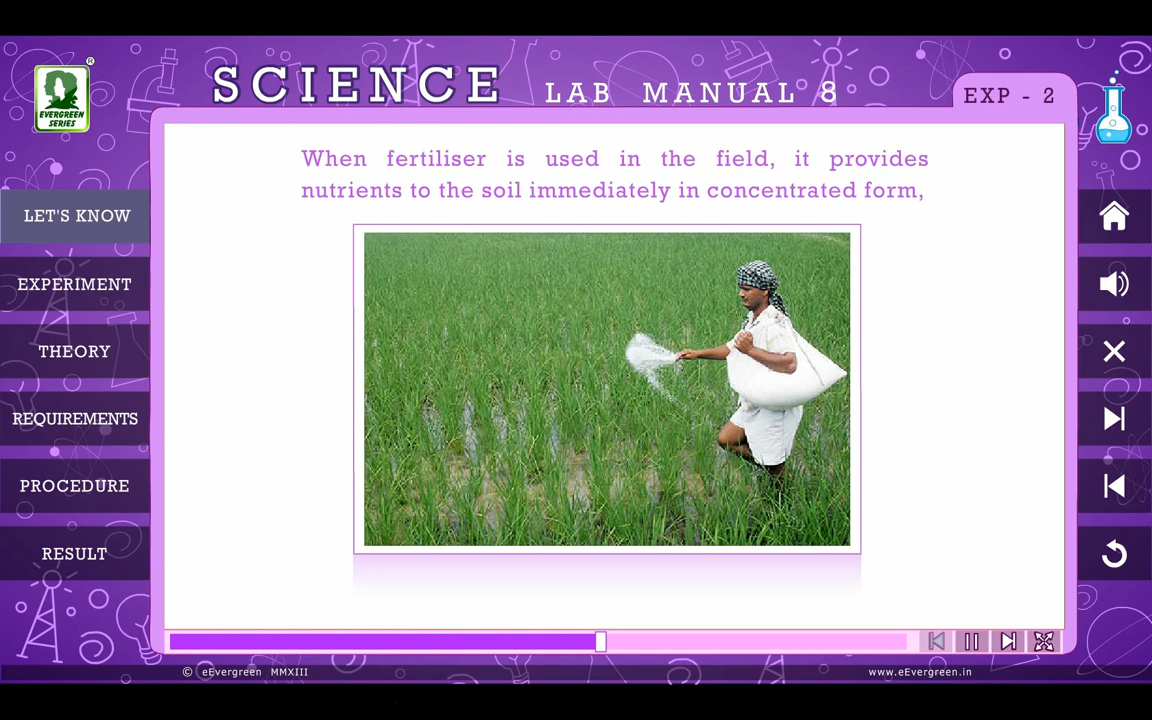 ®
EVERGREEN
SERIES
SCIENCE LAB MANUAL 8
EXP - 2
When fertiliser is used in the field, it provides
nutrients to the soil immediately in concentrated form,
LET'S KNOW
EXPERIMENT
THEORY
REQUIREMENTS
PROCEDURE
RESULT
© eEvergreen MMXIII
www.eEvergreen.in